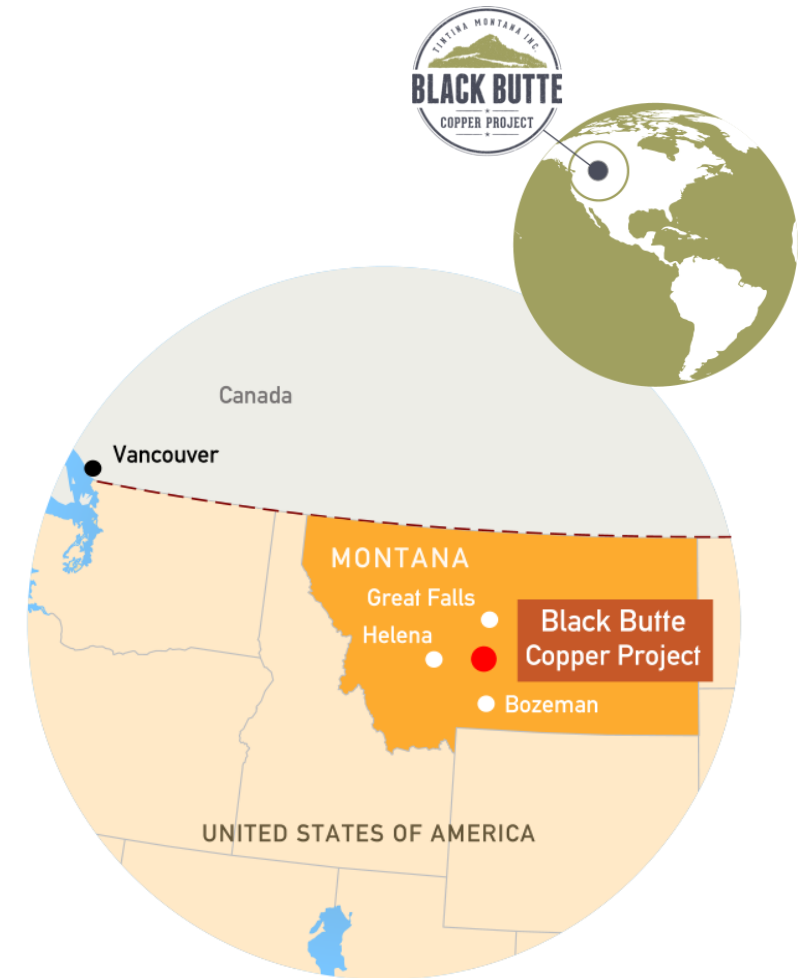 TINTINA MONTANA INC.
BLACK BUTTE
COPPER PROJECT
Canada
Vancouver
MONTANA
Great Falls
Helena
Black Butte
Copper Project
Bozeman
UNITED STATES OF AMERICA